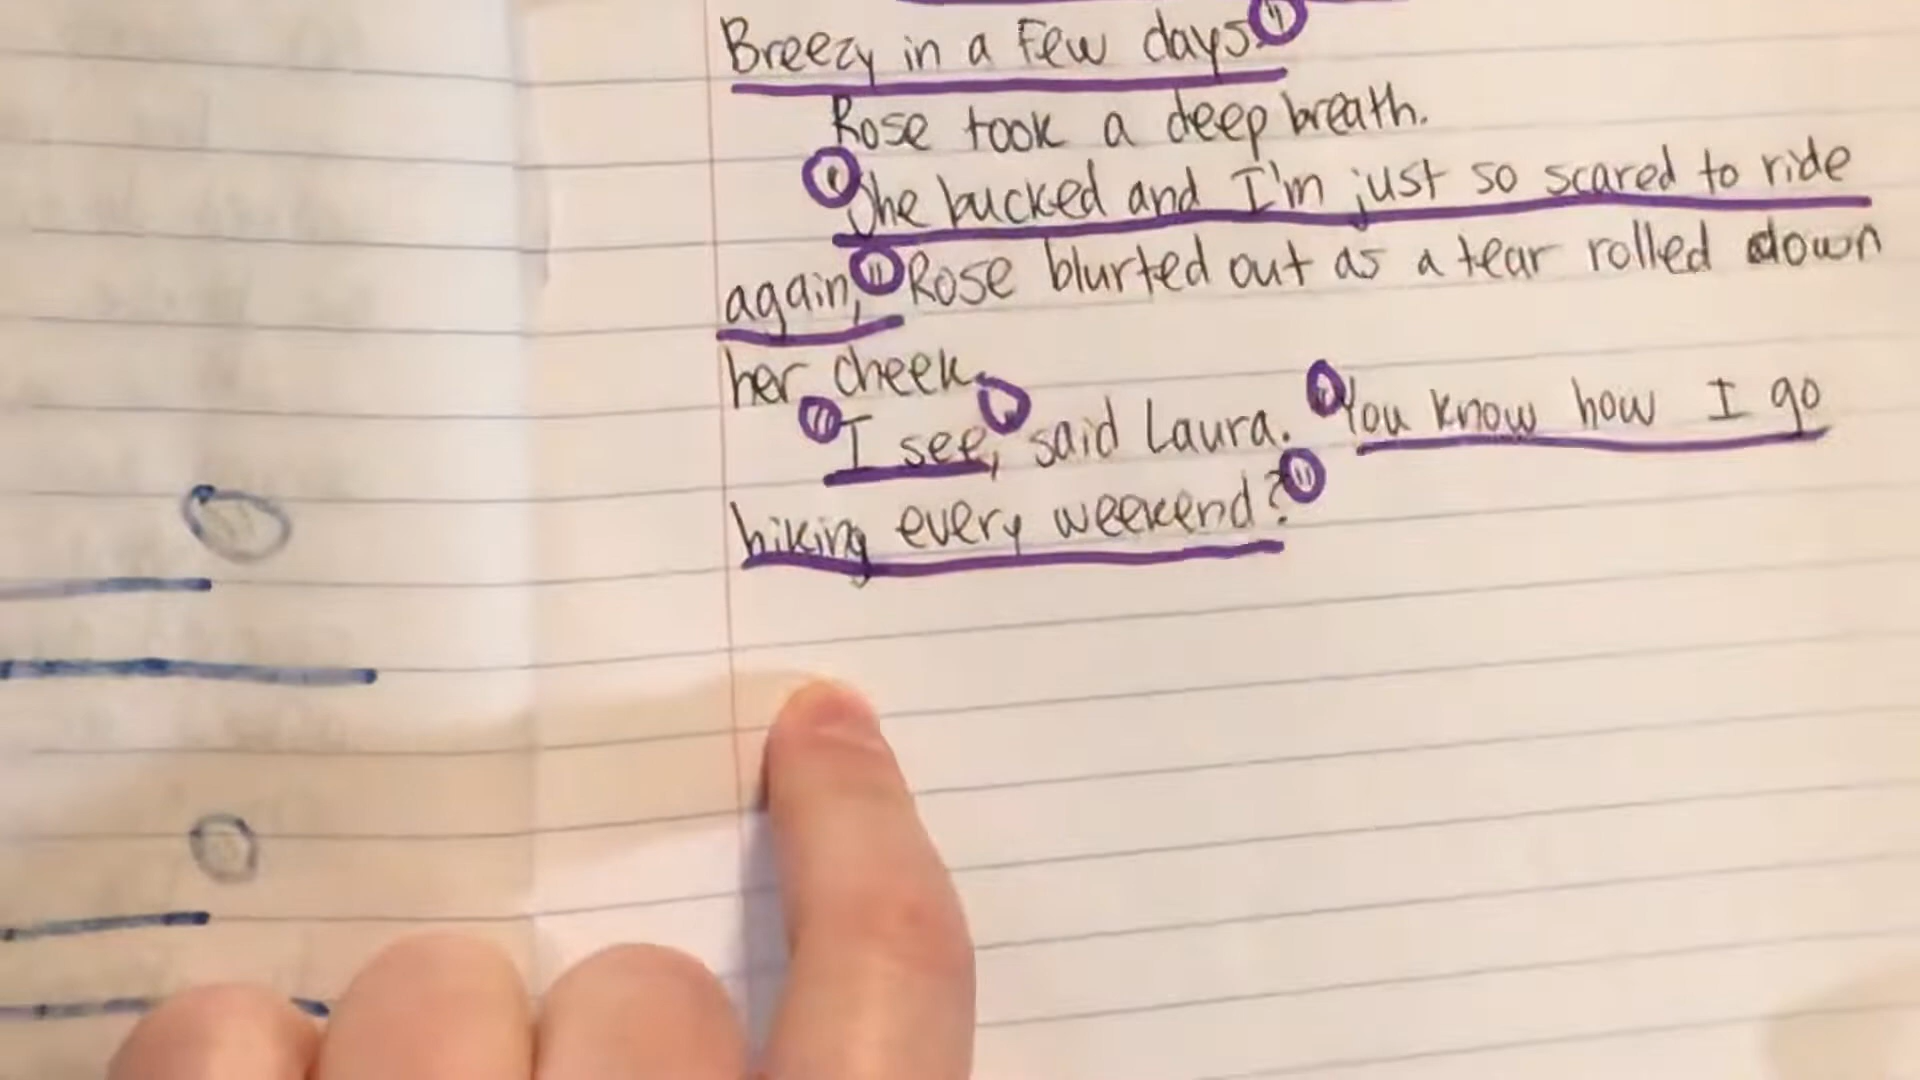 Breezy in a few days."
Rose took a deep breath.
"She bucked and I'm just so scared to ride
again," Rose blurted out as a tear rolled down
her cheek.
"I see," said Laura. "You know how I go
hiking every weekend?"